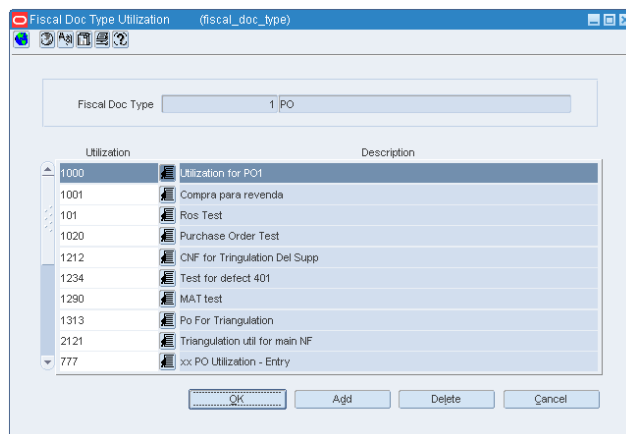 Fiscal Doc Type Utilization (fiscal_doc_type)
Fiscal Doc Type 1 PO
Utilization Description
1000 Utilization for PO1
1001 Compra para revenda
101 Ros Test
1020 Purchase Order Test
1212 CNF for Tringulation Del Supp
1234 Test for defect 401
1290 MAT test
1313 Po For Triangulation
2121 Triangulation util for main NF
777 xx PO Utilization - Entry
OK Add Delete Cancel